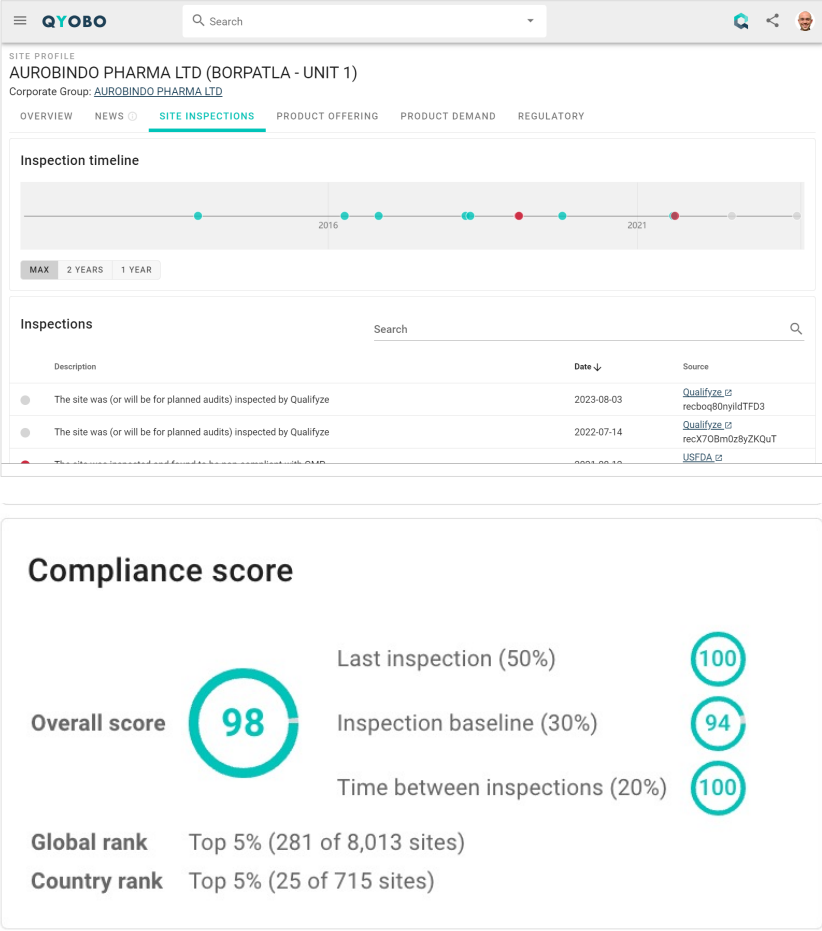 QYOBO
Search
SITE PROFILE
AUROBINDO PHARMA LTD (BORPATLA - UNIT 1)
Corporate Group: AUROBINDO PHARMA LTD
OVERVIEW NEWS SITE INSPECTIONS PRODUCT OFFERING PRODUCT DEMAND REGULATORY
Inspection timeline
2016 2021
MAX 2 YEARS 1 YEAR
Inspections
Search
Description Date Source
The site was (or will be for planned audits) inspected by Qualifyze 2023-08-03 Qualifyze
recboq80nyildTFD3
The site was (or will be for planned audits) inspected by Qualifyze 2022-07-14 Qualifyze
recX7OBm0z8yZKQuT
USFDA
Compliance score
Last inspection (50%) 100
Overall score 98 Inspection baseline (30%) 94
Time between inspections (20%) 100
Global rank Top 5% (281 of 8,013 sites)
Country rank Top 5% (25 of 715 sites)